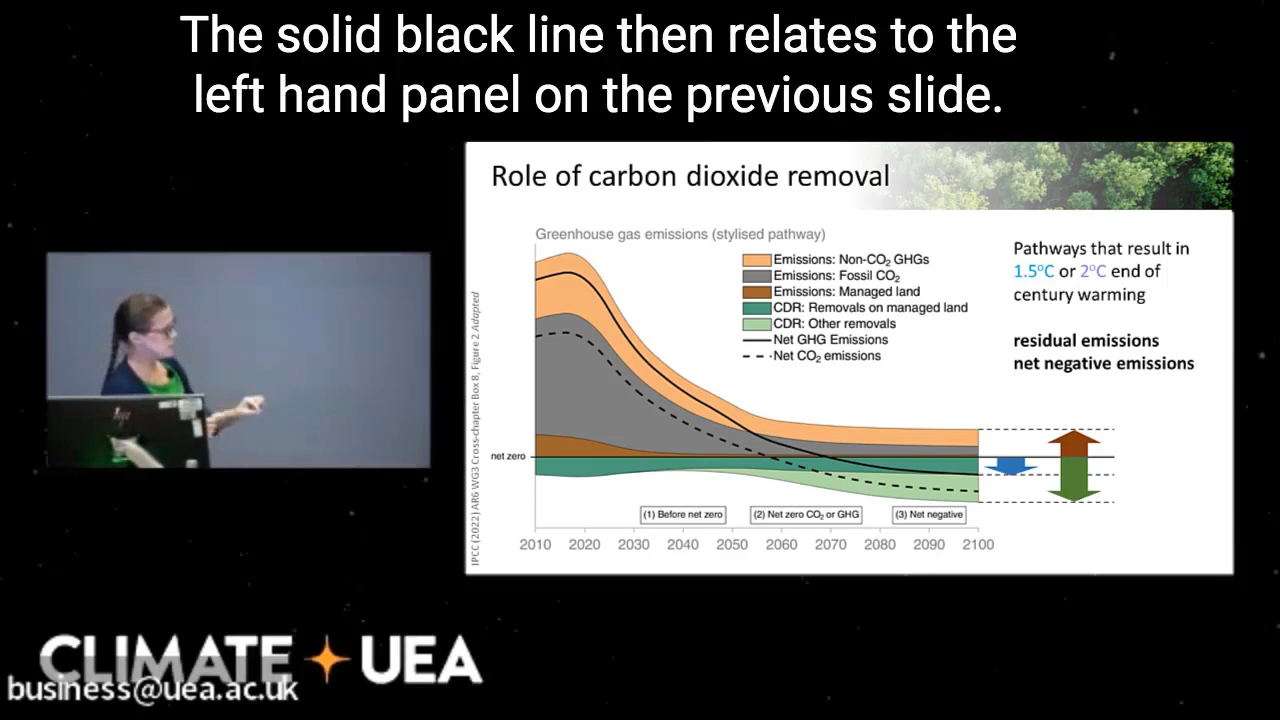 The solid black line then relates to the
left hand panel on the previous slide.
Role of carbon dioxide removal
Greenhouse gas emissions (stylised pathway)
Emissions: Non-CO₂ GHGs
Emissions: Fossil CO₂
Emissions: Managed land
CDR: Removals on managed land
CDR: Other removals
Net GHG Emissions
Net CO₂ emissions
Pathways that result in
1.5°C or 2°C end of
century warming
residual emissions
net negative emissions
IPCC (2022) AR6 WG3 Cross-chapter Box 8, Figure 2 Adapted
net zero
(1) Before net zero
(2) Net zero CO₂ or GHG
(3) Net negative
2010 2020 2030 2040 2050 2060 2070 2080 2090 2100
hp
CLIMATE UEA
business@uea.ac.uk